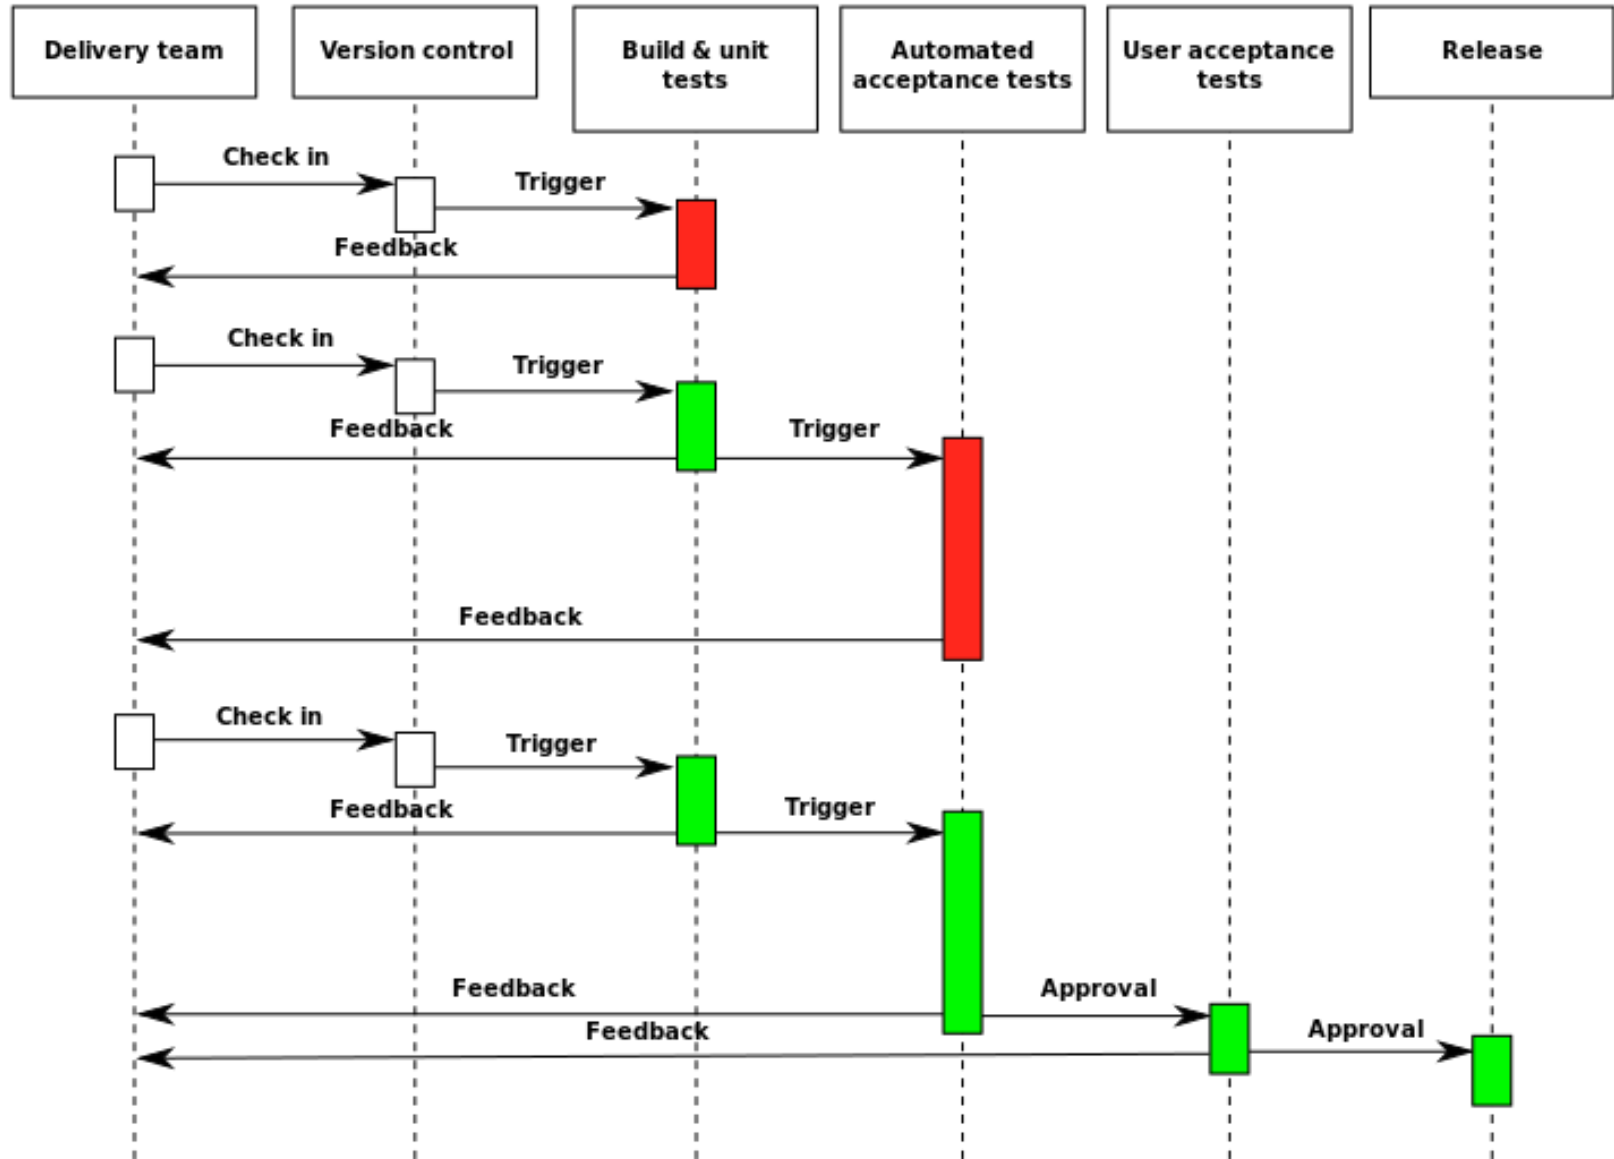 Delivery team
Version control
Build & unit
tests
Automated
acceptance tests
User acceptance
tests
Release
Check in
Trigger
Feedback
Check in
Trigger
Feedback
Trigger
Feedback
Check in
Trigger
Feedback
Trigger
Feedback
Approval
Feedback
Approval